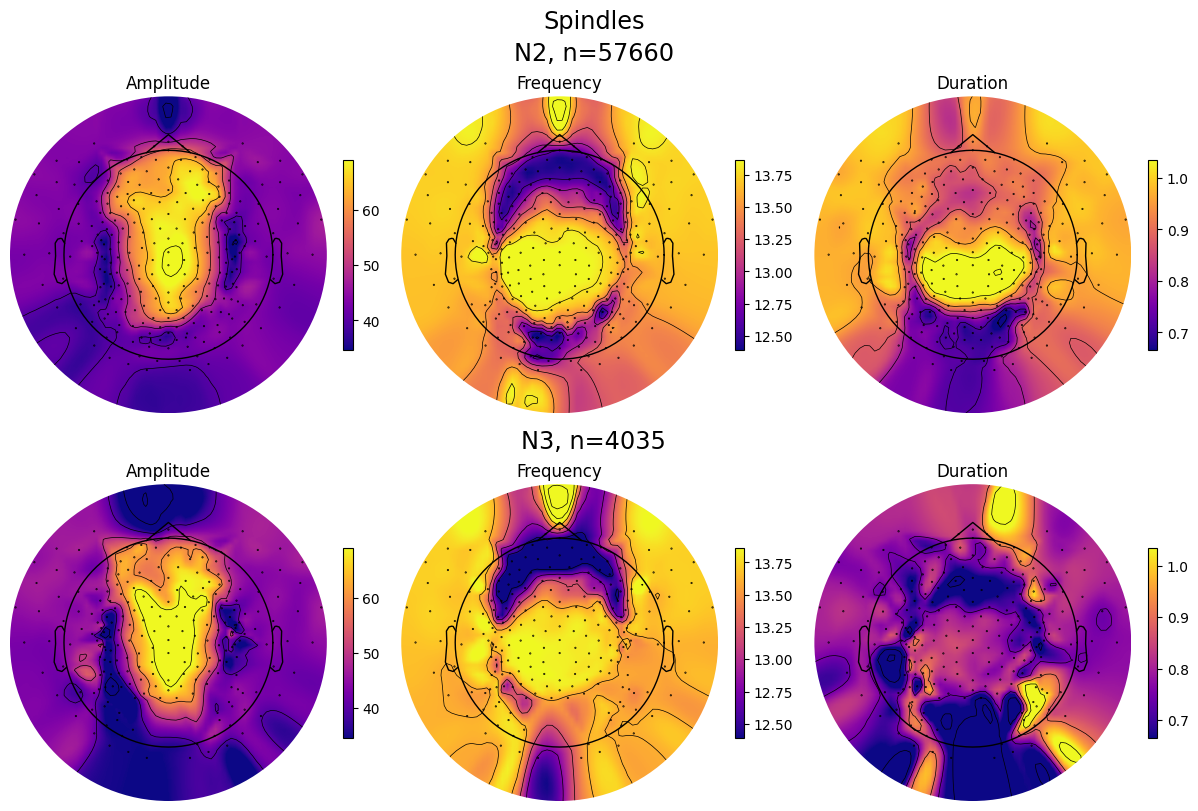 Spindles
N2, n=57660
Amplitude
Frequency
Duration
60
50
40
13.75
13.50
13.25
13.00
12.75
12.50
1.0
0.9
0.8
0.7
N3, n=4035
Amplitude
Frequency
Duration
60
50
40
13.75
13.50
13.25
13.00
12.75
12.50
1.0
0.9
0.8
0.7